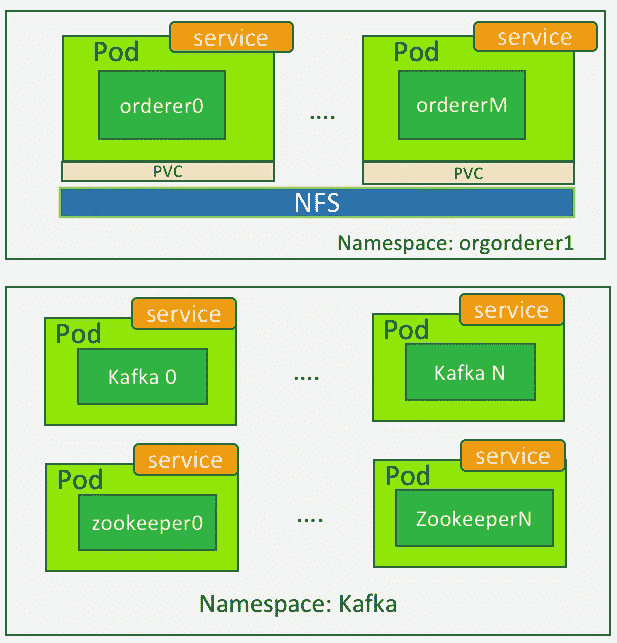 service
service
Pod
Pod
orderer0
....
ordererM
PVC
PVC
NFS
Namespace: orgorderer1
service
service
Pod
Pod
Kafka 0
....
Kafka N
service
service
Pod
Pod
zookeeper0
....
ZookeeperN
Namespace: Kafka